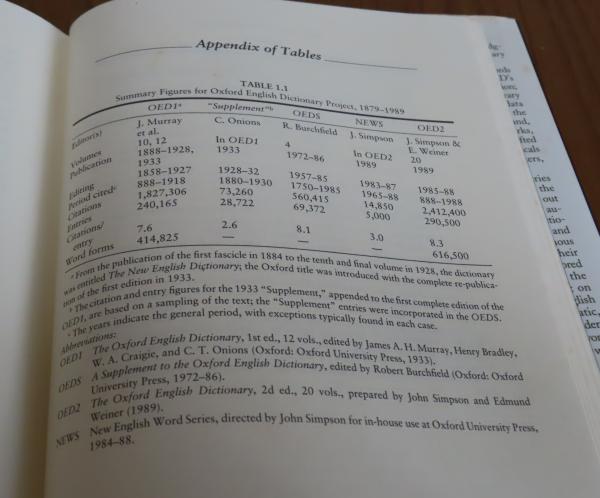 Appendix of Tables
TABLE 1.1
Summary Figures for Oxford English Dictionary Project, 1879–1989
OED1ᵃ "Supplement"ᵇ OEDS NEWS OED2
Editor(s) J. Murray et al. C. Onions R. Burchfield J. Simpson J. Simpson & E. Weiner
Volumes 10, 12 In OED1 4 In OED2 20
Publication 1888–1928, 1933 1933 1972–86 1989 1989
Editing 1858–1927 1928–32 1957–85 1983–87 1985–88
Period citedᶜ 888–1918 1880–1930 1750–1985 1965–88 888–1988
Citations 1,827,306 73,260 560,415 14,850 2,412,400
Entries 240,165 28,722 69,372 5,000 290,500
Citations/
entry 7.6 2.6 8.1 3.0 8.3
Word forms 414,825 — — — 616,500
ᵃ From the publication of the first fascicle in 1884 to the tenth and final volume in 1928, the dictionary
was entitled The New English Dictionary; the Oxford title was introduced with the complete re-publica-
tion of the first edition in 1933.
ᵇ The citation and entry figures for the 1933 "Supplement," appended to the first complete edition of the
OED1, are based on a sampling of the text; the "Supplement" entries were incorporated in the OEDS.
ᶜ The years indicate the general period, with exceptions typically found in each case.
Abbreviations:
OED1 The Oxford English Dictionary, 1st ed., 12 vols., edited by James A. H. Murray, Henry Bradley,
W. A. Craigie, and C. T. Onions (Oxford: Oxford University Press, 1933).
OEDS A Supplement to the Oxford English Dictionary, edited by Robert Burchfield (Oxford: Oxford
University Press, 1972–86).
OED2 The Oxford English Dictionary, 2d ed., 20 vols., prepared by John Simpson and Edmund
Weiner (1989).
NEWS New English Word Series, directed by John Simpson for in-house use at Oxford University Press,
1984–88.